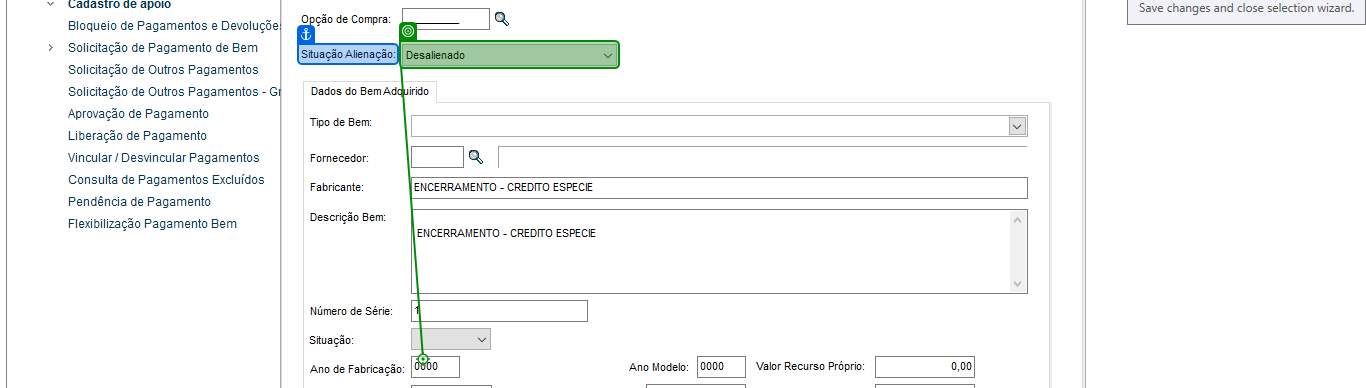 Cadastro de apoio
Bloqueio de Pagamentos e Devoluções
Solicitação de Pagamento de Bem
Solicitação de Outros Pagamentos
Solicitação de Outros Pagamentos - Gr
Aprovação de Pagamento
Liberação de Pagamento
Vincular / Desvincular Pagamentos
Consulta de Pagamentos Excluídos
Pendência de Pagamento
Flexibilização Pagamento Bem
Opção de Compra:
Situação Alienação: Desalienado
Dados do Bem Adquirido
Tipo de Bem:
Fornecedor:
Fabricante: ENCERRAMENTO - CREDITO ESPECIE
Descrição Bem:
ENCERRAMENTO - CREDITO ESPECIE
Número de Série: 1
Situação:
Ano de Fabricação: 0000 Ano Modelo: 0000 Valor Recurso Próprio: 0,00
Save changes and close selection wizard.